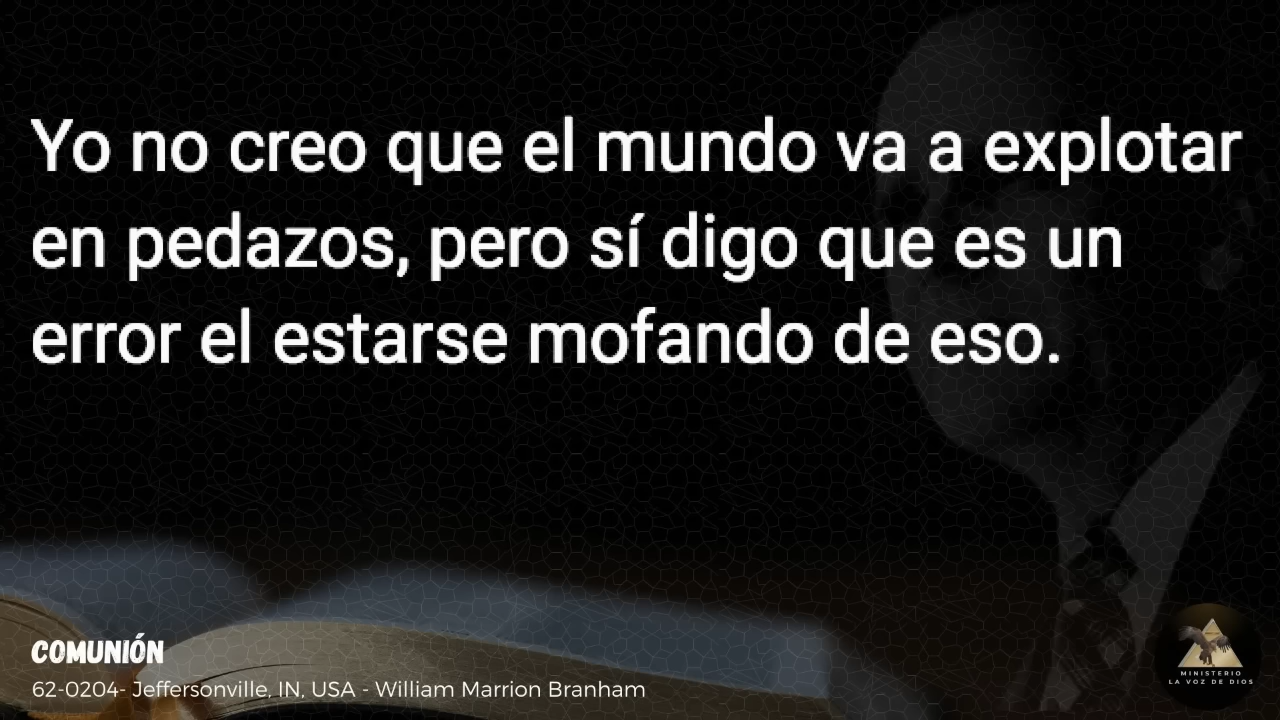 Yo no creo que el mundo va a explotar
en pedazos, pero sí digo que es un
error el estarse mofando de eso.
COMUNIÓN
62-0204- Jeffersonville, IN, USA - William Marrion Branham
MINISTERIO
LA VOZ DE DIOS